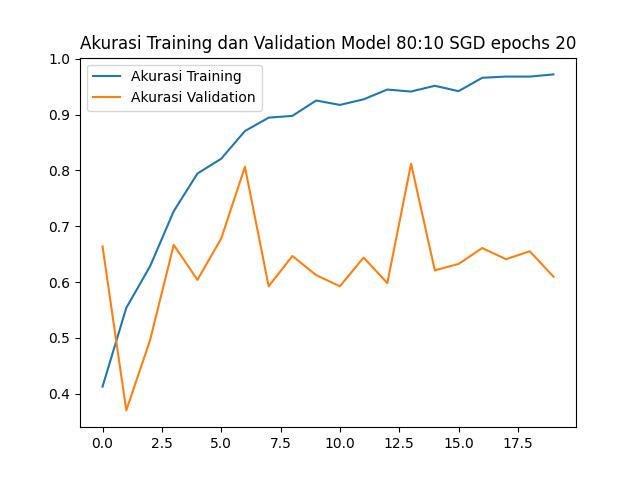 Akurasi Training dan Validation Model 80:10 SGD epochs 20
Akurasi Training
Akurasi Validation
1.0
0.9
0.8
0.7
0.6
0.5
0.4
0.0 2.5 5.0 7.5 10.0 12.5 15.0 17.5